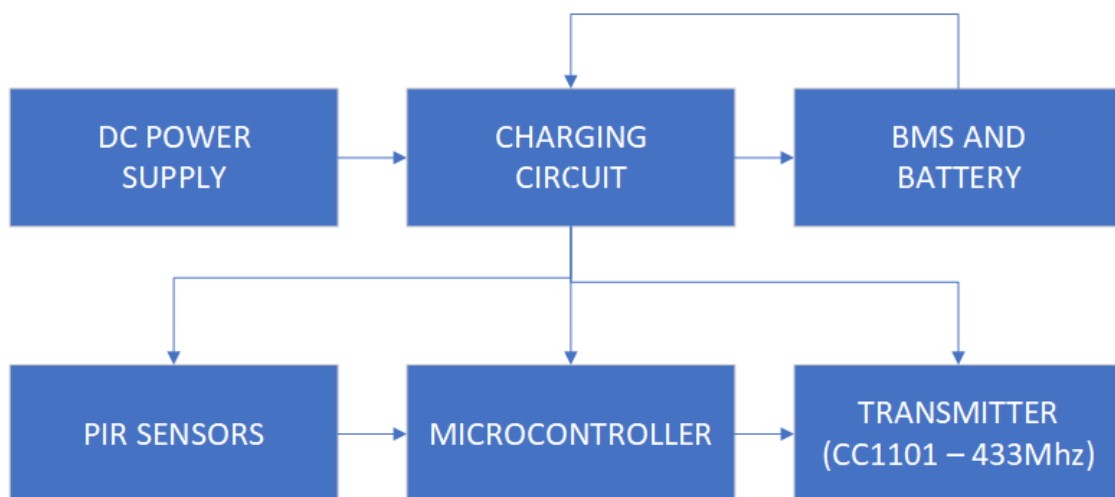 DC POWER
SUPPLY
CHARGING
CIRCUIT
BMS AND
BATTERY
PIR SENSORS
MICROCONTROLLER
TRANSMITTER
(CC1101 – 433Mhz)